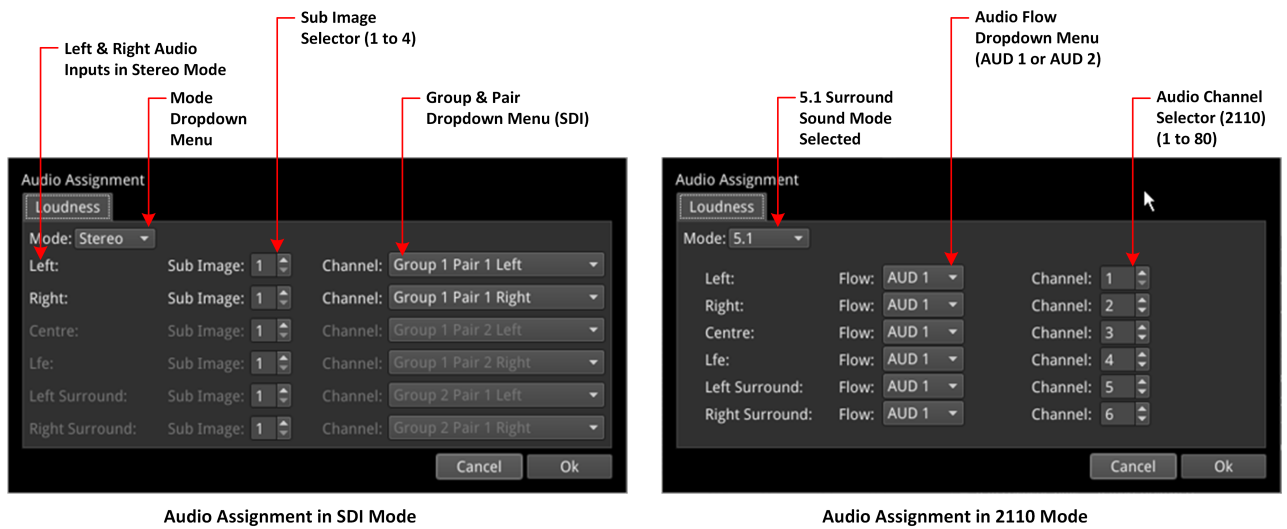 Sub Image
Selector (1 to 4)
Left & Right Audio
Inputs in Stereo Mode
Mode
Dropdown
Menu
Group & Pair
Dropdown Menu (SDI)
Audio Assignment
Loudness
Mode: Stereo
Left: Sub Image: 1 Channel: Group 1 Pair 1 Left
Right: Sub Image: 1 Channel: Group 1 Pair 1 Right
Centre: Sub Image: 1 Channel: Group 1 Pair 2 Left
Lfe: Sub Image: 1 Channel: Group 1 Pair 2 Right
Left Surround: Sub Image: 1 Channel: Group 2 Pair 1 Left
Right Surround: Sub Image: 1 Channel: Group 2 Pair 1 Right
Cancel Ok
Audio Assignment in SDI Mode
Audio Flow
Dropdown Menu
(AUD 1 or AUD 2)
5.1 Surround
Sound Mode
Selected
Audio Channel
Selector (2110)
(1 to 80)
Audio Assignment
Loudness
Mode: 5.1
Left: Flow: AUD 1 Channel: 1
Right: Flow: AUD 1 Channel: 2
Centre: Flow: AUD 1 Channel: 3
Lfe: Flow: AUD 1 Channel: 4
Left Surround: Flow: AUD 1 Channel: 5
Right Surround: Flow: AUD 1 Channel: 6
Cancel Ok
Audio Assignment in 2110 Mode